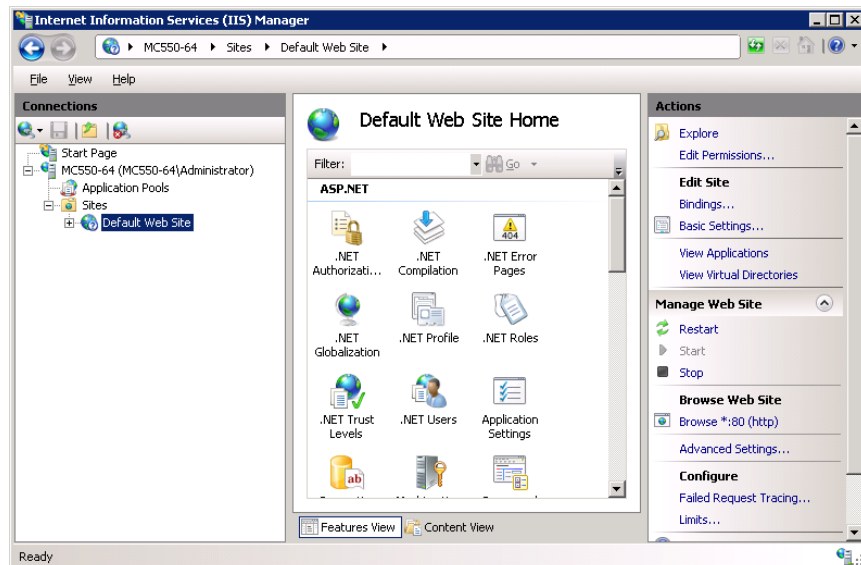 Internet Information Services (IIS) Manager
MC550-64 Sites Default Web Site
File View Help
Connections
Start Page
MC550-64 (MC550-64\Administrator)
Application Pools
Sites
Default Web Site
Default Web Site Home
Filter: Go
ASP.NET
.NET Authorizati...
.NET Compilation
.NET Error Pages
.NET Globalization
.NET Profile
.NET Roles
.NET Trust Levels
.NET Users
Application Settings
404
ab
Features View Content View
Actions
Explore
Edit Permissions...
Edit Site
Bindings...
Basic Settings...
View Applications
View Virtual Directories
Manage Web Site
Restart
Start
Stop
Browse Web Site
Browse *:80 (http)
Advanced Settings...
Configure
Failed Request Tracing...
Limits...
Ready